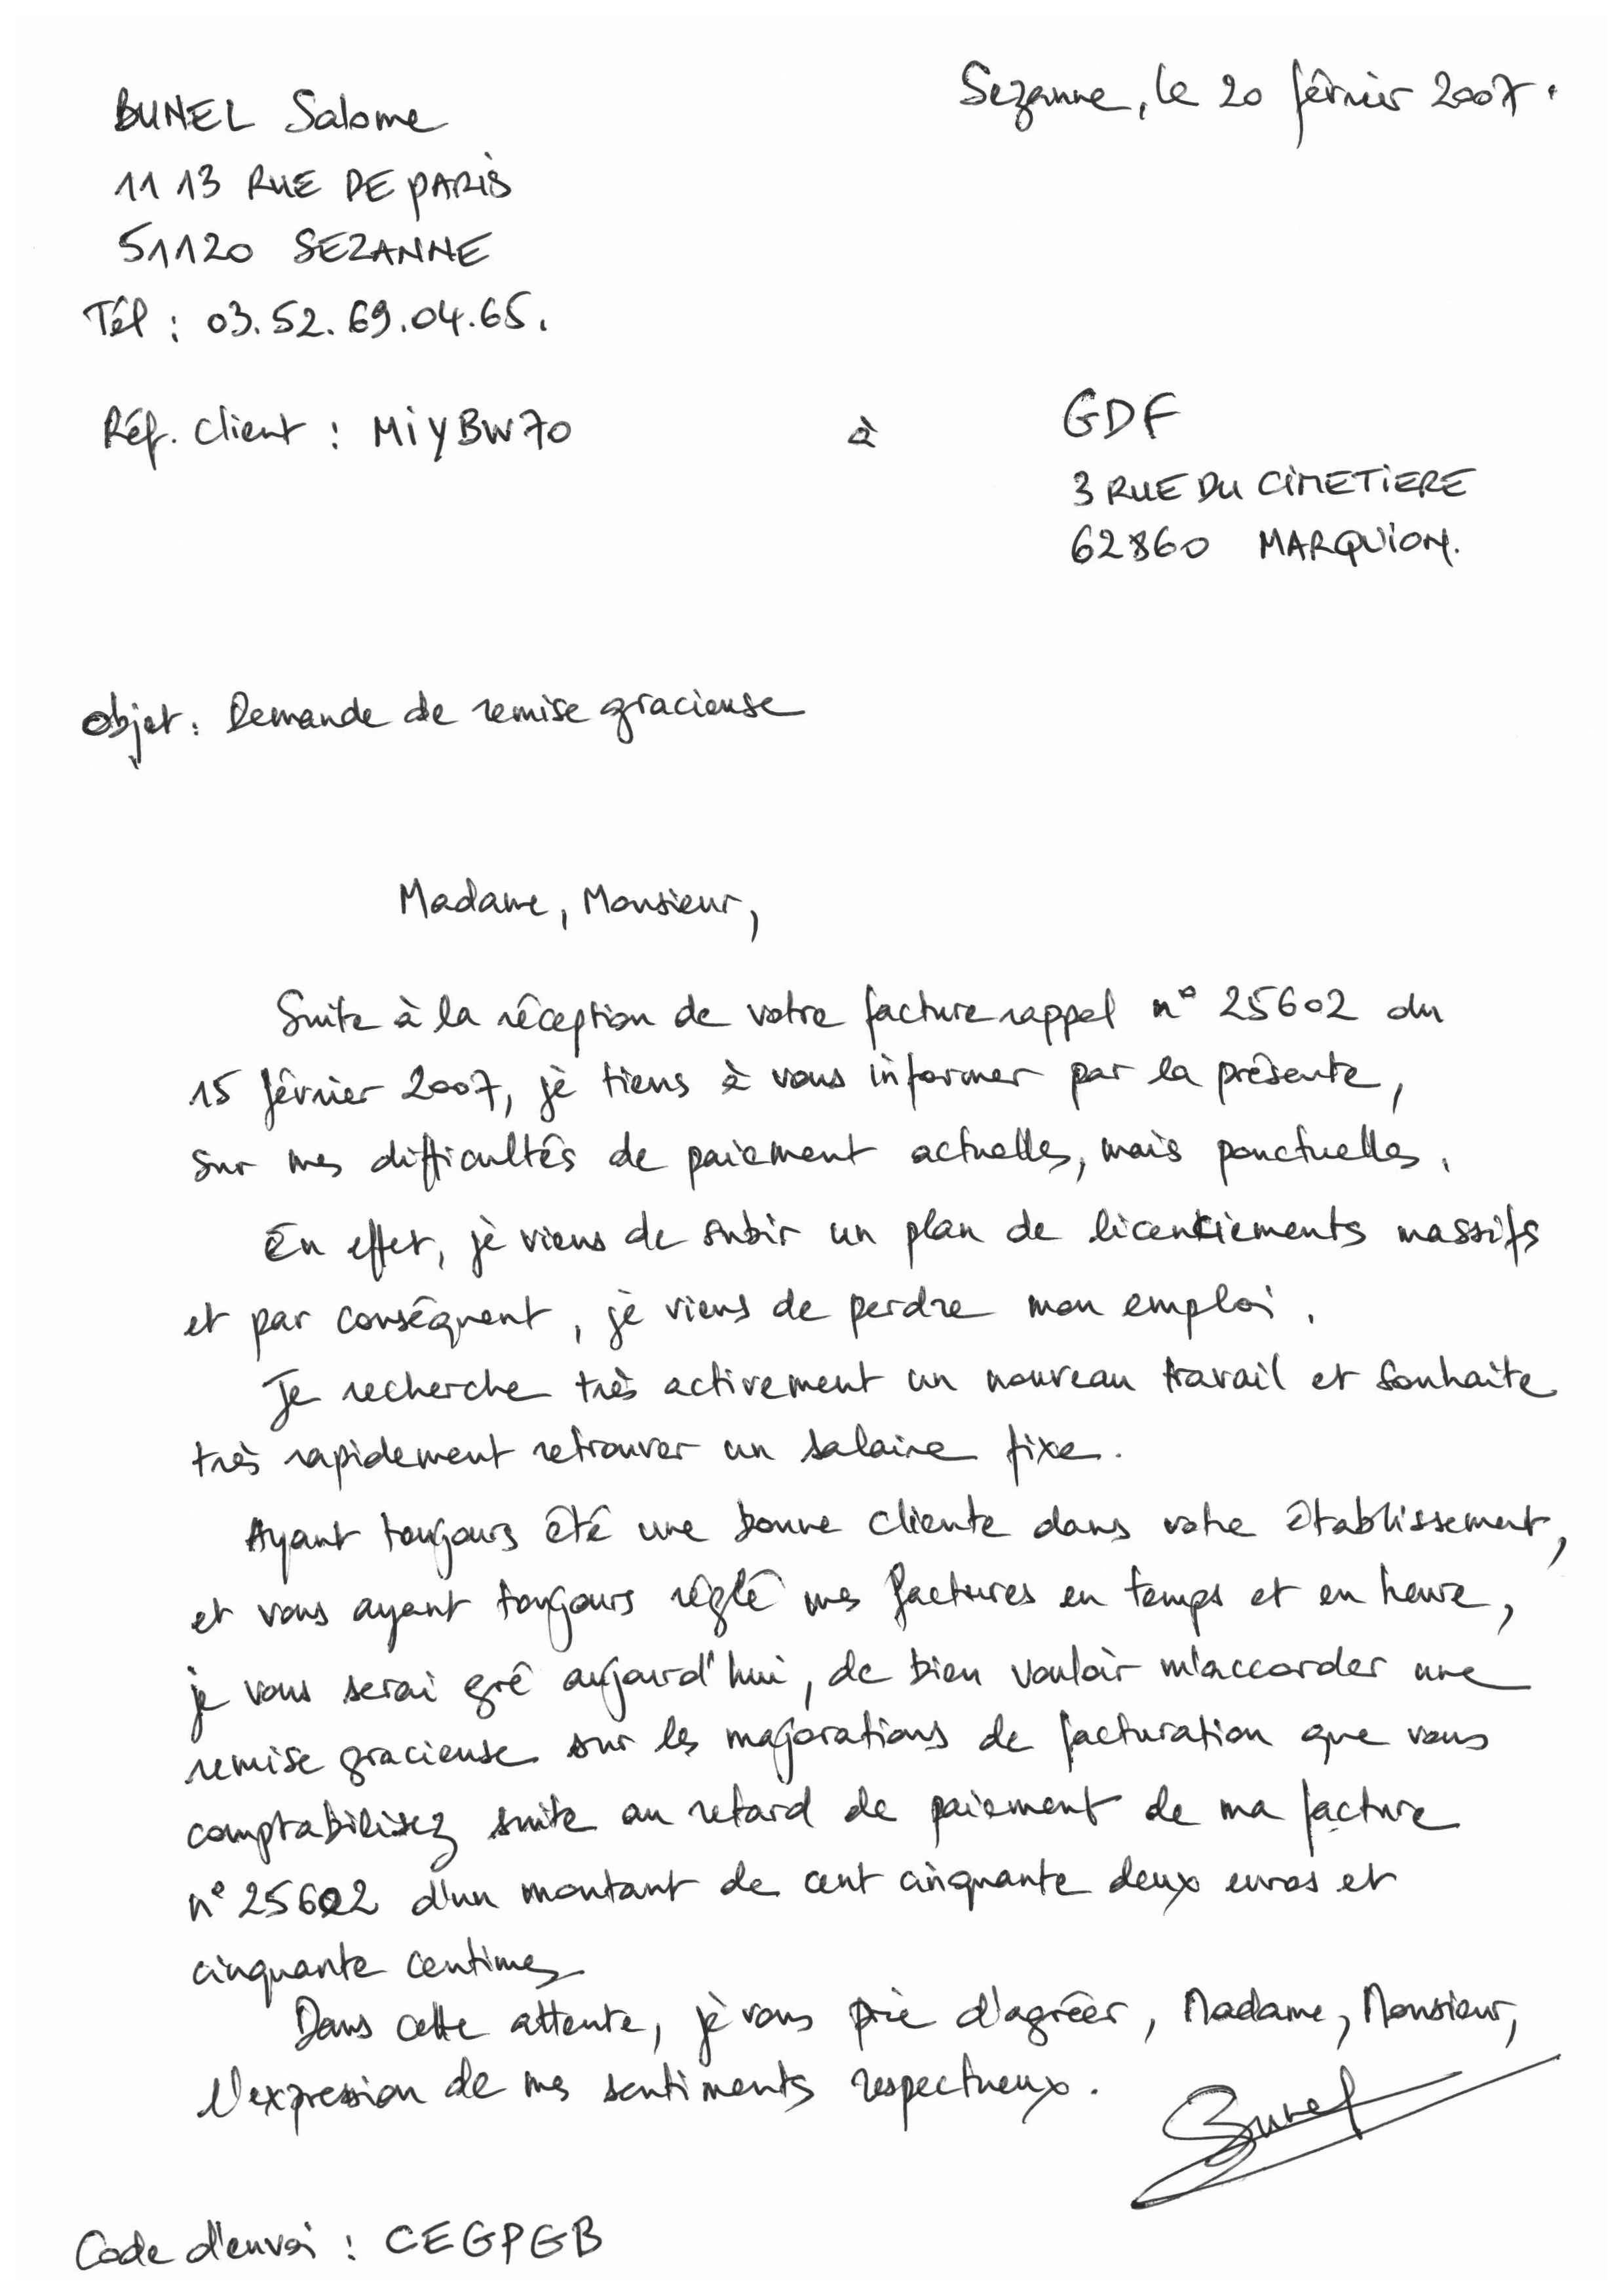 Sezanne, le 20 février 2007.
BUNEL Salome
11 13 RUE DE PARIS
51120 SEZANNE
Tél : 03.52.69.04.65.
Réf. Client : MiYBW70
à
GDF
3 RUE DU CIMETIERE
62860 MARQUION.
Objet : Demande de remise gracieuse
Madame, Monsieur,
Suite à la réception de votre facture rappel n° 25602 du
15 février 2007, je tiens à vous informer par la présente,
sur mes difficultés de paiement actuelles, mais ponctuelles.
En effet, je viens de subir un plan de licenciements massifs
et par conséquent, je viens de perdre mon emploi.
Je recherche très activement un nouveau travail et souhaite
très rapidement retrouver un salaire fixe.
Ayant toujours été une bonne cliente dans votre établissement,
et vous ayant toujours réglé mes factures en temps et en heure,
je vous serai gré aujourd'hui, de bien vouloir m'accorder une
remise gracieuse sur les majorations de facturation que vous
comptabilisez suite au retard de paiement de ma facture
n° 25602 d'un montant de cent cinquante deux euros et
cinquante centimes
Dans cette attente, je vous prie d'agréer, Madame, Monsieur,
l'expression de mes sentiments respectueux.
Bunel
Code d'envoi : CEGPGB